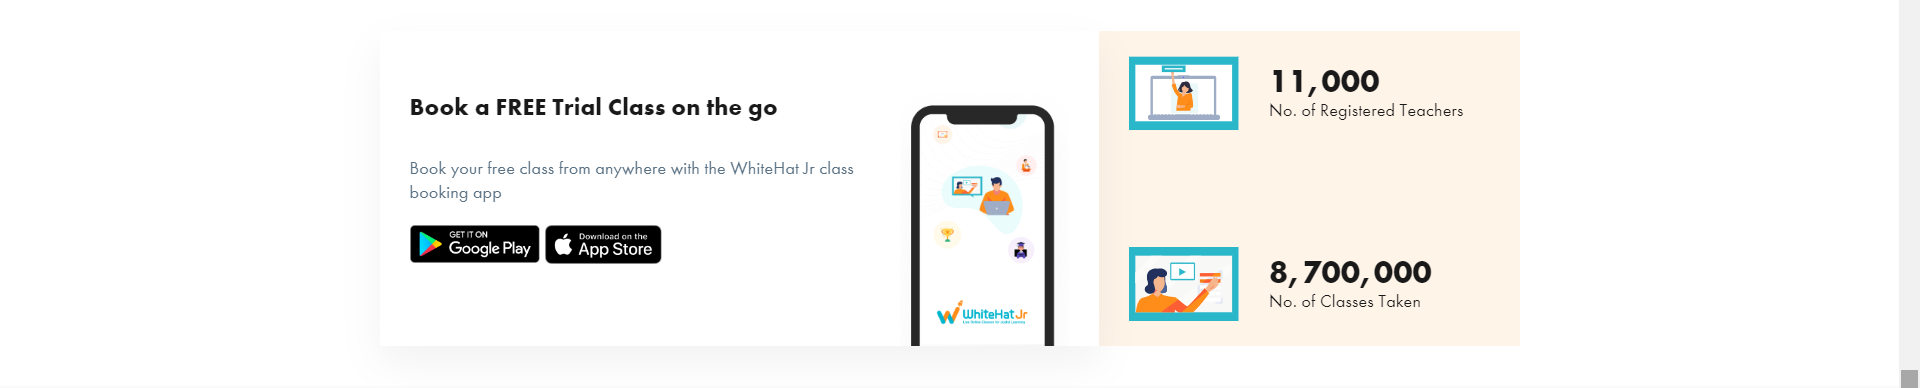 Book a FREE Trial Class on the go
Book your free class from anywhere with the WhiteHat Jr class
booking app
GET IT ON
Google Play
Download on the
App Store
WhiteHat Jr
11,000
No. of Registered Teachers
8,700,000
No. of Classes Taken